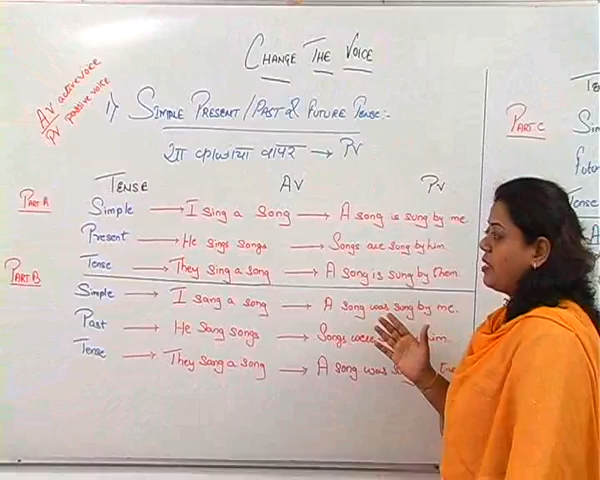 CHANGE THE VOICE
AV active voice
PV passive voice
1) SIMPLE PRESENT/PAST & FUTURE TENSE:-
या काळाचा वापर → PV
PART A
TENSE AV PV
Simple → I sing a song → A song is sung by me.
Present → He sings songs → Songs are sung by him.
Tense → They sing a song → A song is sung by them.
PART B
Simple → I sang a song → A song was sung by me.
Past → He sang songs → Songs were him.
Tense → They sang a song → A song was
PART C